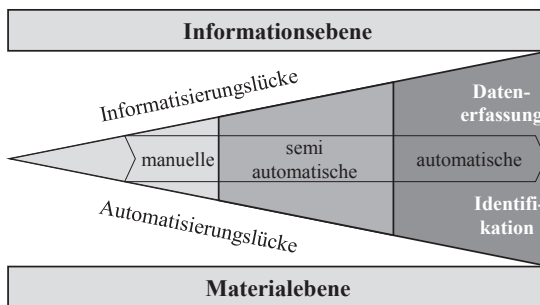 Informationsebene
Informatisierungslücke
Daten-
erfassung
manuelle
semi
automatische
automatische
Identifi-
kation
Automatisierungslücke
Materialebene